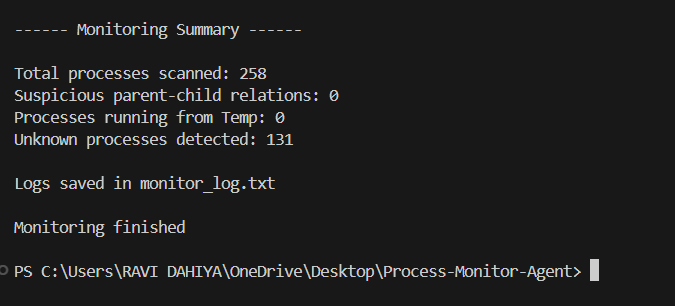 ------ Monitoring Summary ------
Total processes scanned: 258
Suspicious parent-child relations: 0
Processes running from Temp: 0
Unknown processes detected: 131
Logs saved in monitor_log.txt
Monitoring finished
PS C:\Users\RAVI DAHIYA\OneDrive\Desktop\Process-Monitor-Agent>